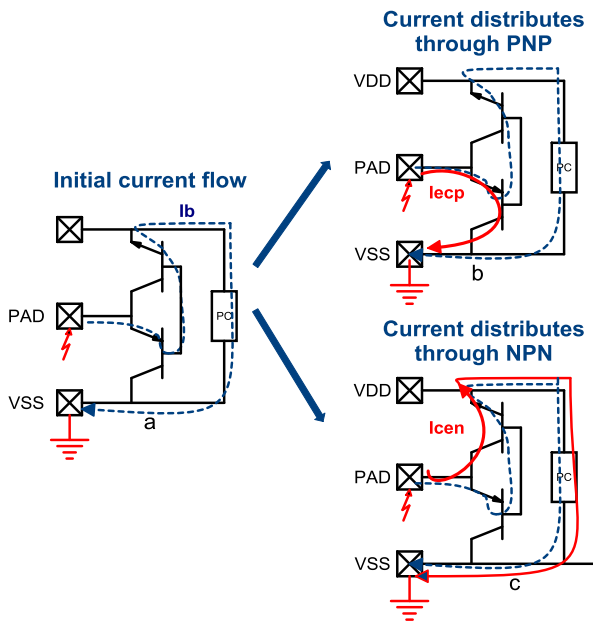 Current distributes
through PNP
VDD
PAD
PC
Iecp
VSS
b
Initial current flow
Ib
PAD
PC
VSS
a
Current distributes
through NPN
VDD
Icen
PAD
PC
VSS
c